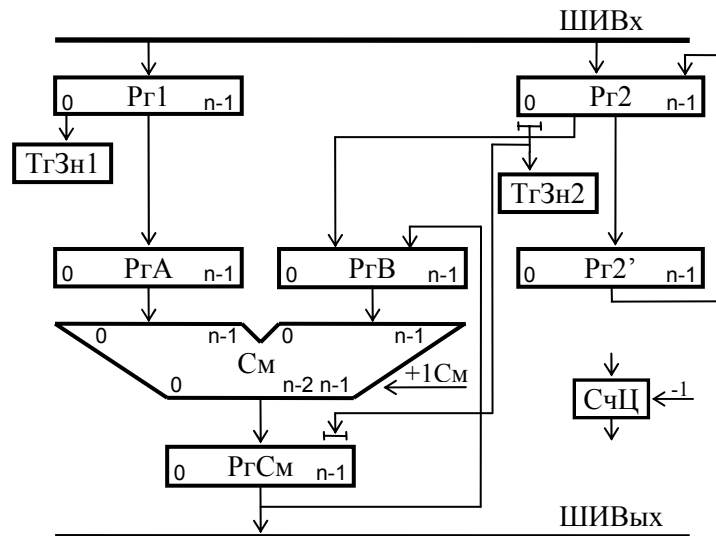 ШИВх
Рг1
0
n-1
Рг2
0
n-1
ТгЗн1
ТгЗн2
РгА
0
n-1
РгВ
0
n-1
Рг2’
0
n-1
0
n-1
0
n-1
См
0
n-2 n-1
+1См
СчЦ
-1
РгСм
0
n-1
ШИВых